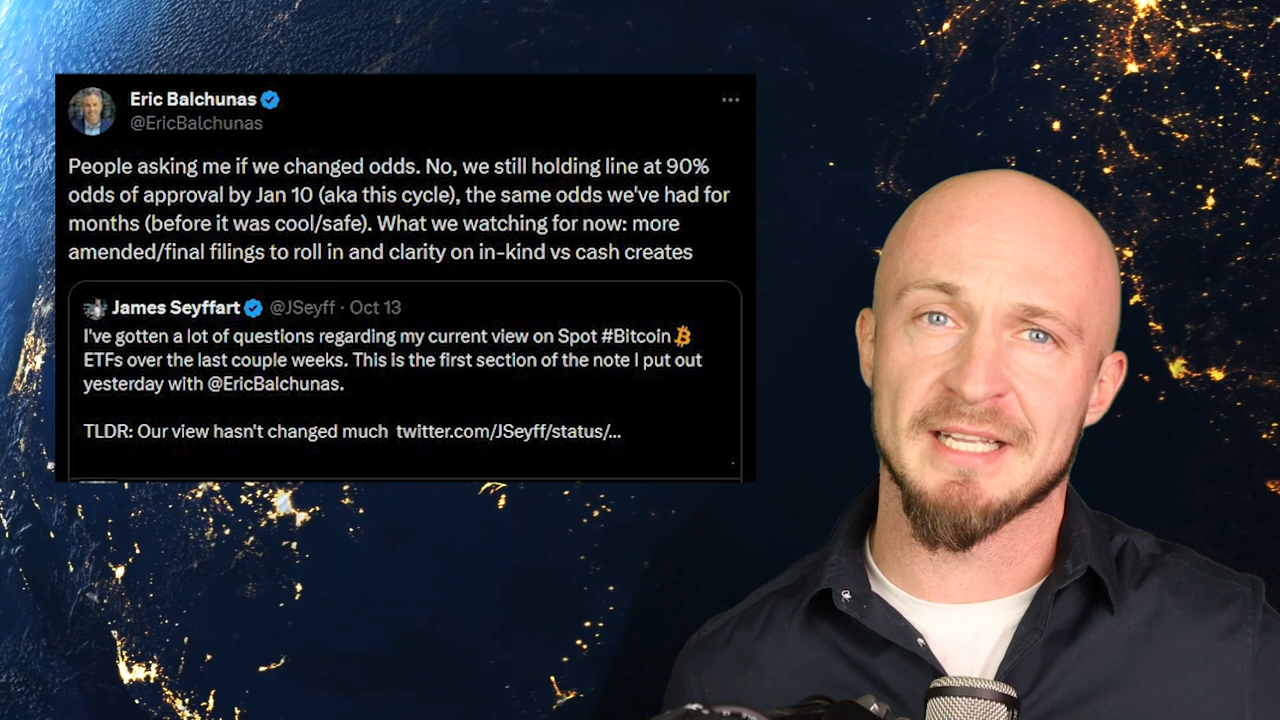 Eric Balchunas
@EricBalchunas
People asking me if we changed odds. No, we still holding line at 90%
odds of approval by Jan 10 (aka this cycle), the same odds we've had for
months (before it was cool/safe). What we watching for now: more
amended/final filings to roll in and clarity on in-kind vs cash creates
James Seyffart @JSeyff · Oct 13
I've gotten a lot of questions regarding my current view on Spot #Bitcoin
ETFs over the last couple weeks. This is the first section of the note I put out
yesterday with @EricBalchunas.
TLDR: Our view hasn't changed much twitter.com/JSeyff/status/...